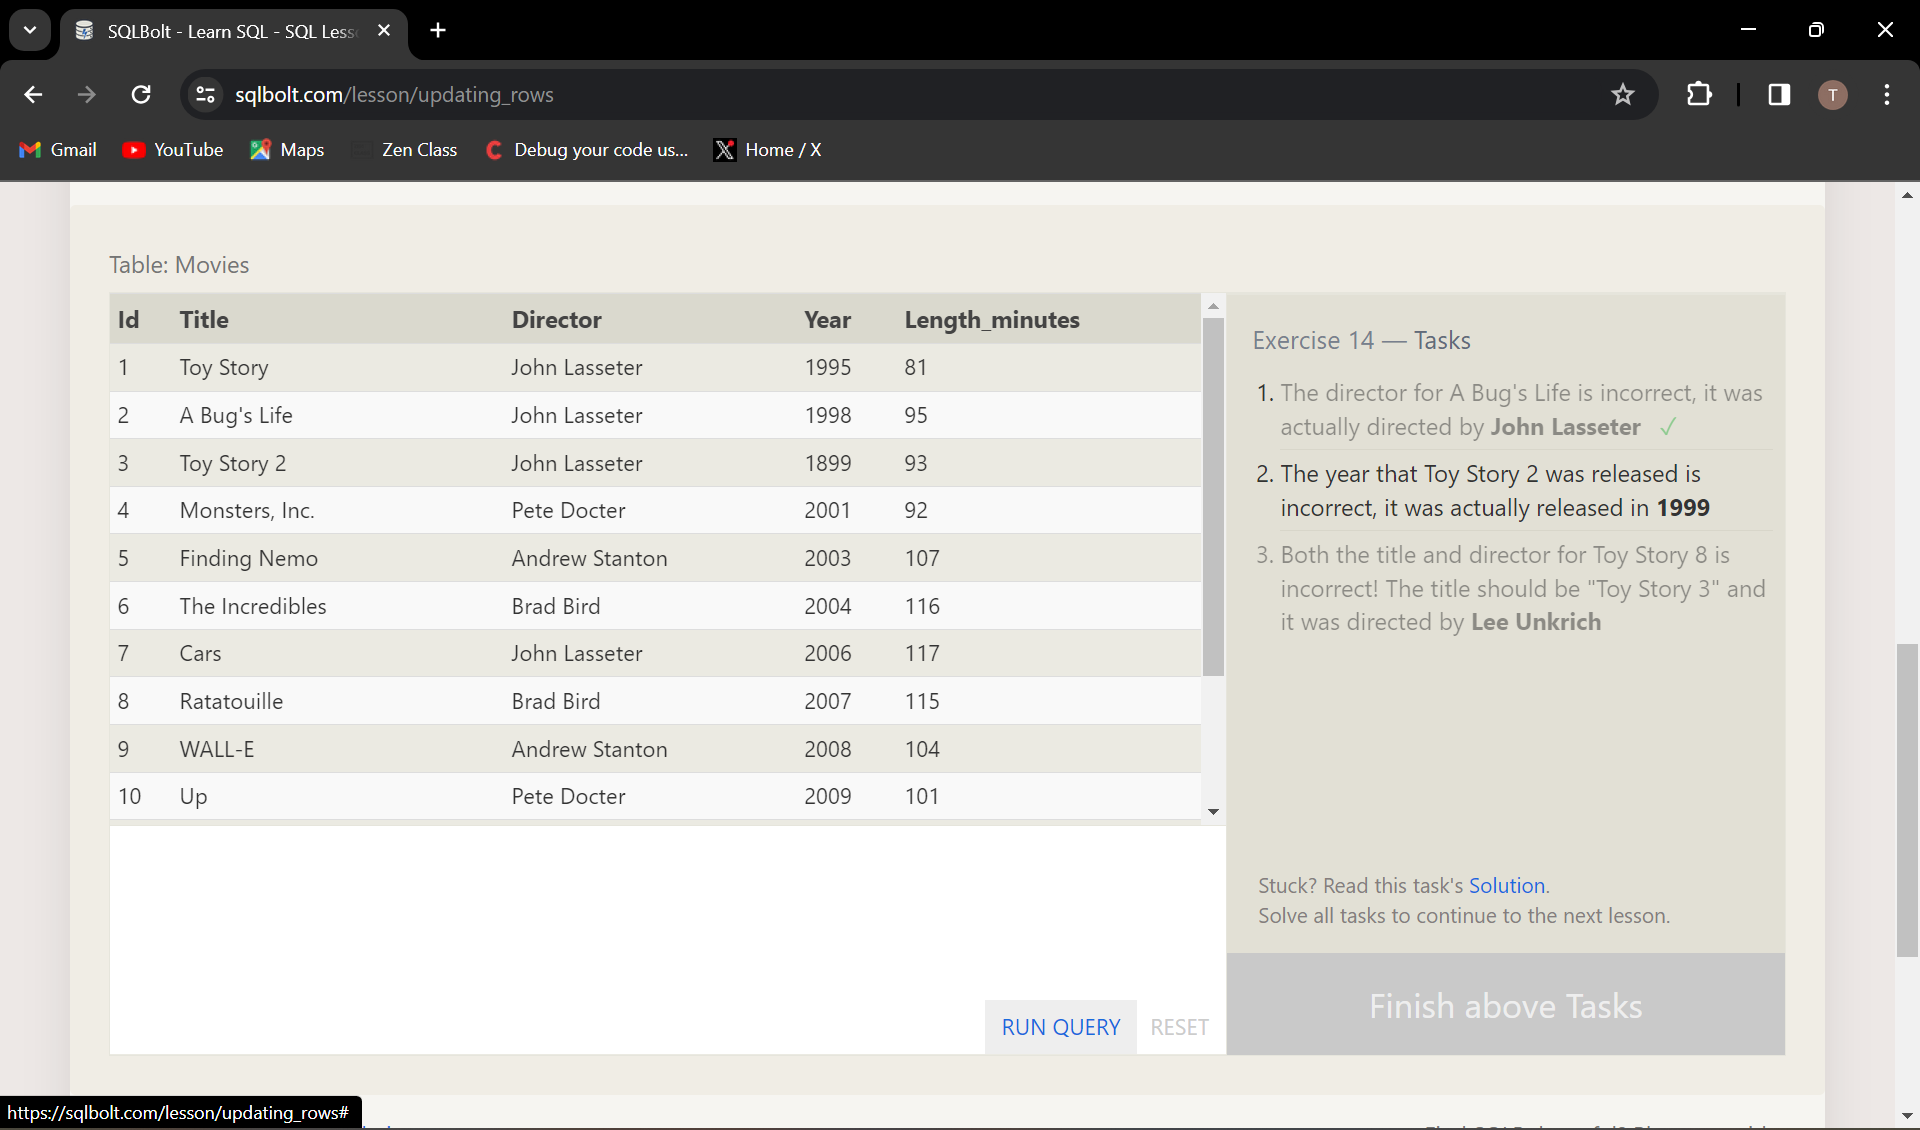 SQLBolt - Learn SQL - SQL Less
sqlbolt.com/lesson/updating_rows
T
Gmail YouTube Maps Zen Class Debug your code us... Home / X
Table: Movies
Id Title Director Year Length_minutes
1 Toy Story John Lasseter 1995 81
2 A Bug's Life John Lasseter 1998 95
3 Toy Story 2 John Lasseter 1899 93
4 Monsters, Inc. Pete Docter 2001 92
5 Finding Nemo Andrew Stanton 2003 107
6 The Incredibles Brad Bird 2004 116
7 Cars John Lasseter 2006 117
8 Ratatouille Brad Bird 2007 115
9 WALL-E Andrew Stanton 2008 104
10 Up Pete Docter 2009 101
RUN QUERY RESET
Exercise 14 — Tasks
1. The director for A Bug's Life is incorrect, it was
actually directed by John Lasseter ✓
2. The year that Toy Story 2 was released is
incorrect, it was actually released in 1999
3. Both the title and director for Toy Story 8 is
incorrect! The title should be "Toy Story 3" and
it was directed by Lee Unkrich
Stuck? Read this task's Solution.
Solve all tasks to continue to the next lesson.
Finish above Tasks
https://sqlbolt.com/lesson/updating_rows#